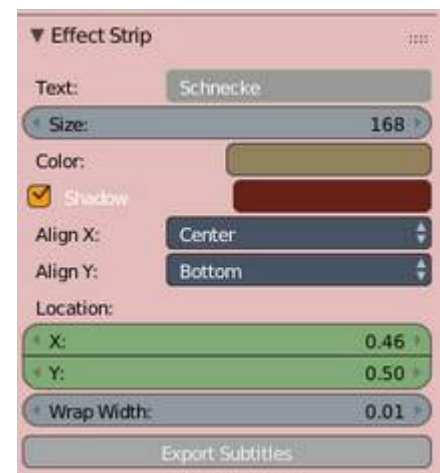 Effect Strip
Text: Schnecke
Size: 168
Color:
Shadow
Align X: Center
Align Y: Bottom
Location:
X: 0.46
Y: 0.50
Wrap Width: 0.01
Export Subtitles